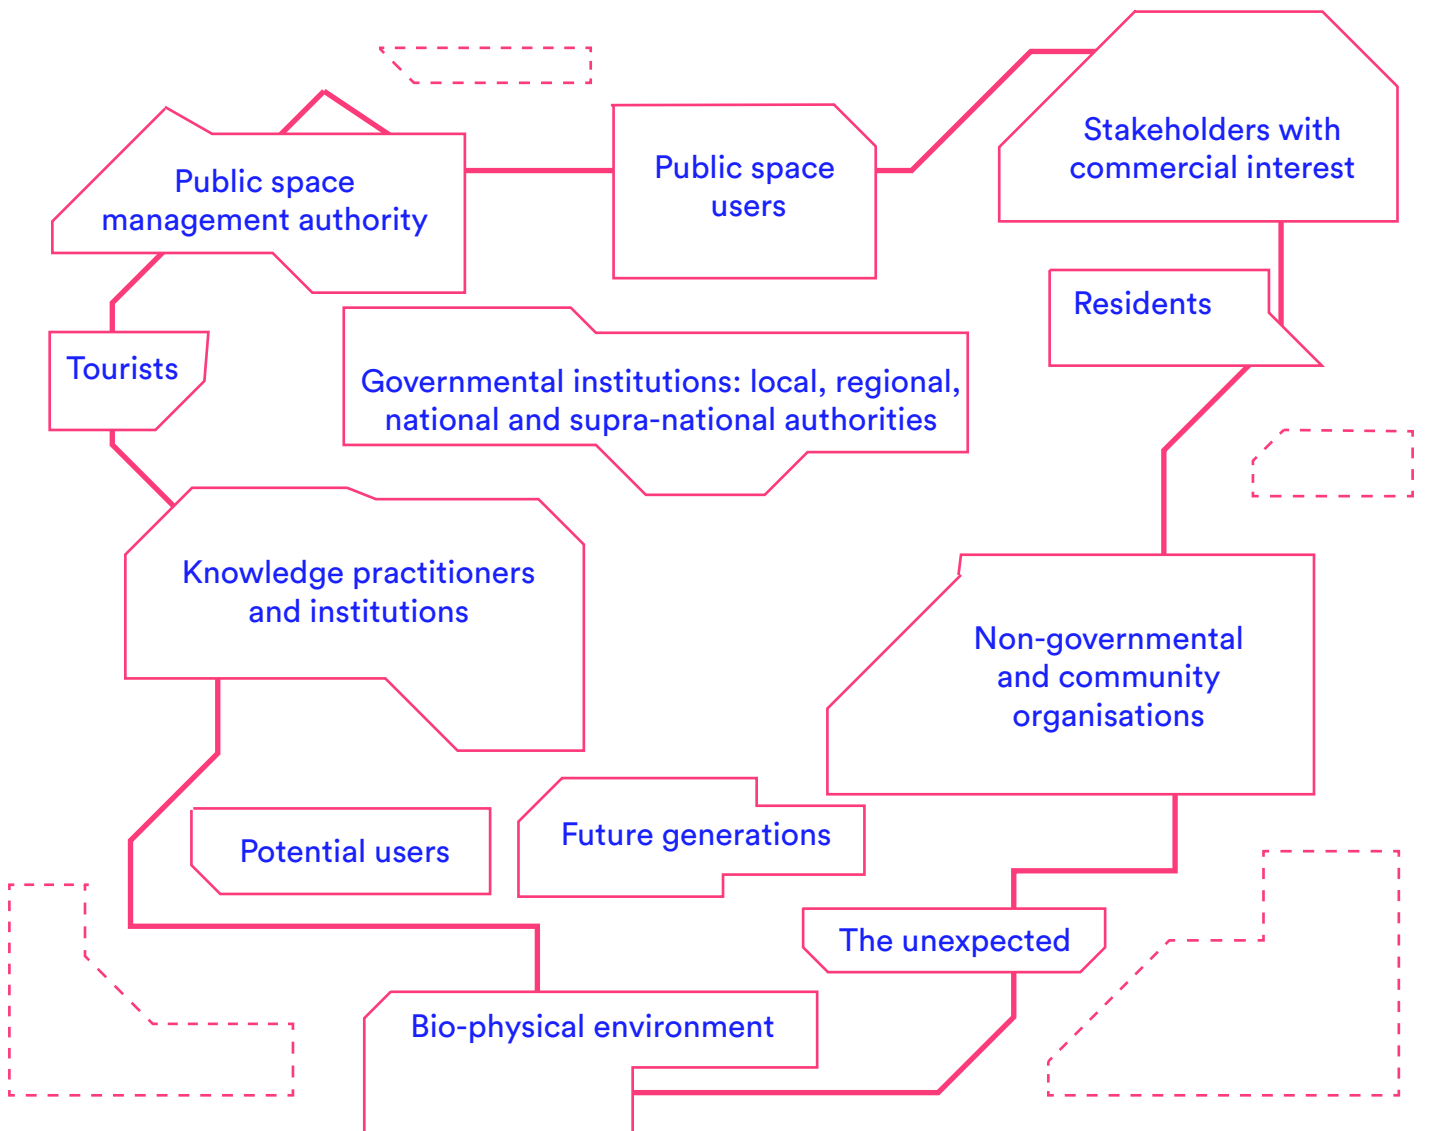 Stakeholders with
commercial interest
Public space
users
Public space
management authority
Residents
Tourists
Governmental institutions: local, regional,
national and supra-national authorities
Knowledge practitioners
and institutions
Non-governmental
and community
organisations
Future generations
Potential users
The unexpected
Bio-physical environment